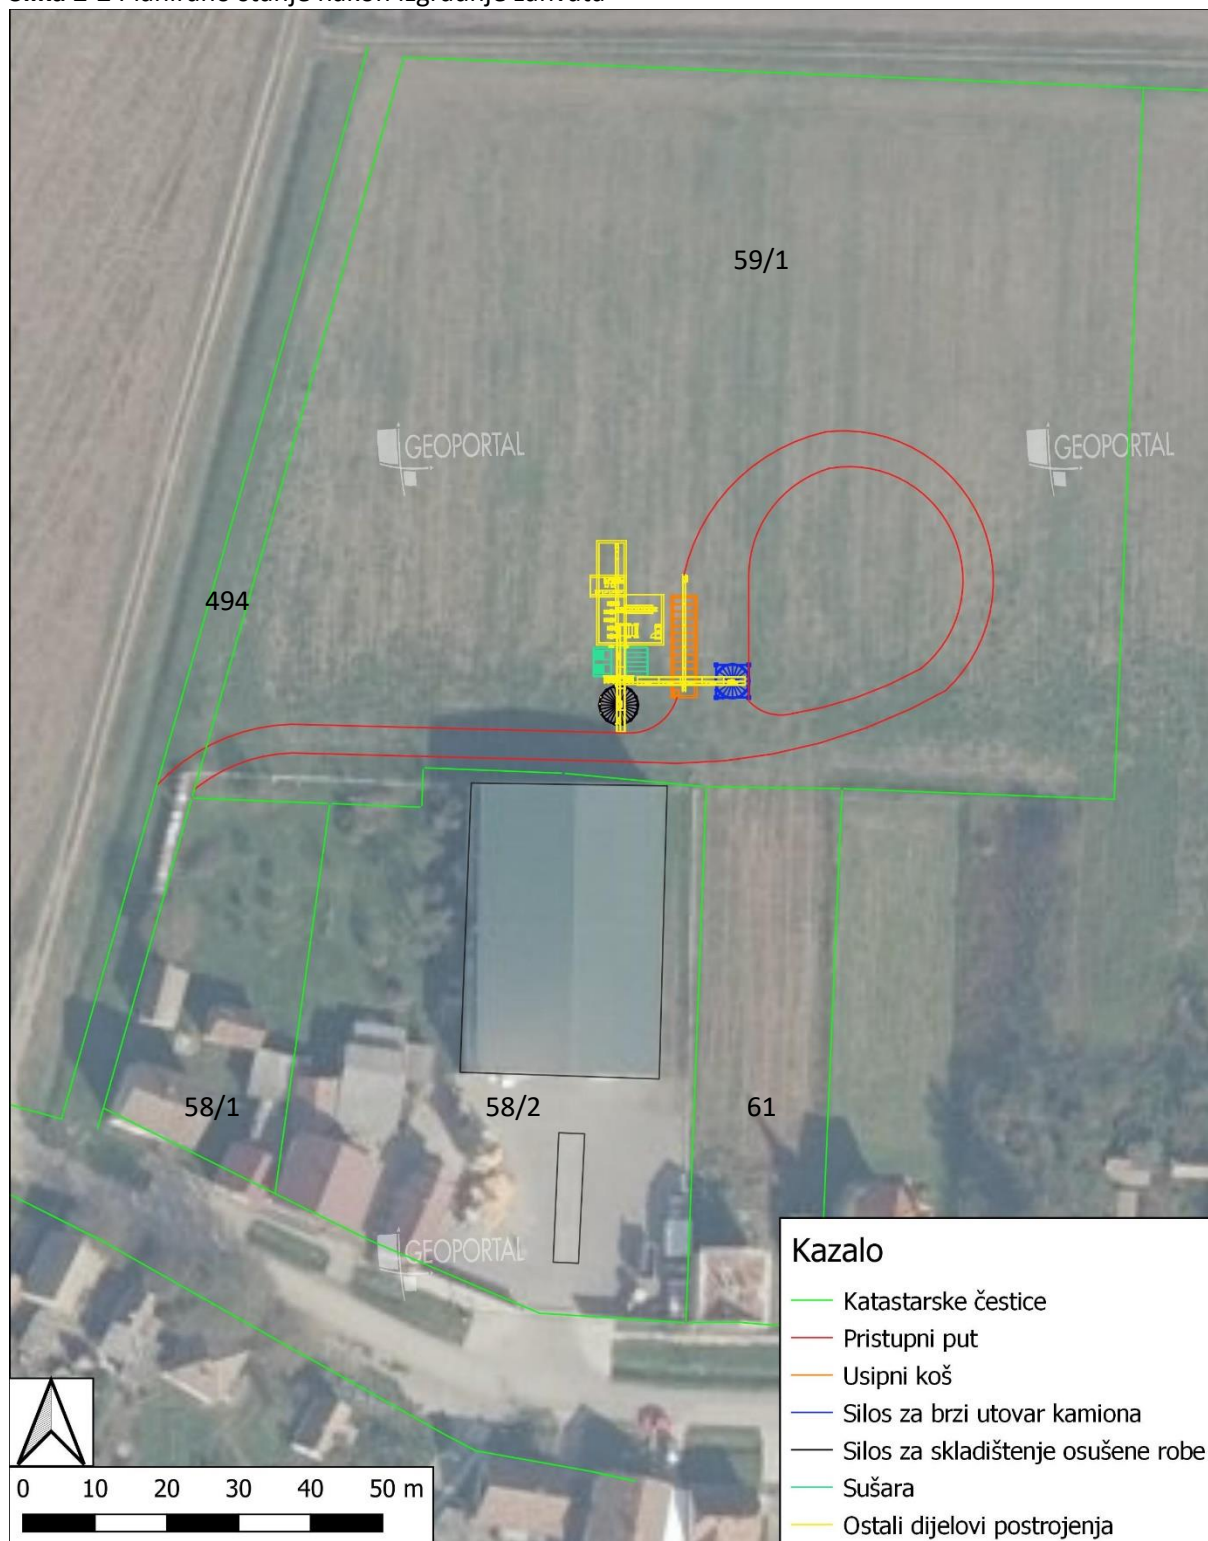 59/1
GEOPORTAL
GEOPORTAL
494
58/1
58/2
61
GEOPORTAL
Kazalo
Katastarske čestice
Pristupni put
Usipni koš
Silos za brzi utovar kamiona
Silos za skladištenje osušene robe
Sušara
Ostali dijelovi postrojenja
0 10 20 30 40 50 m